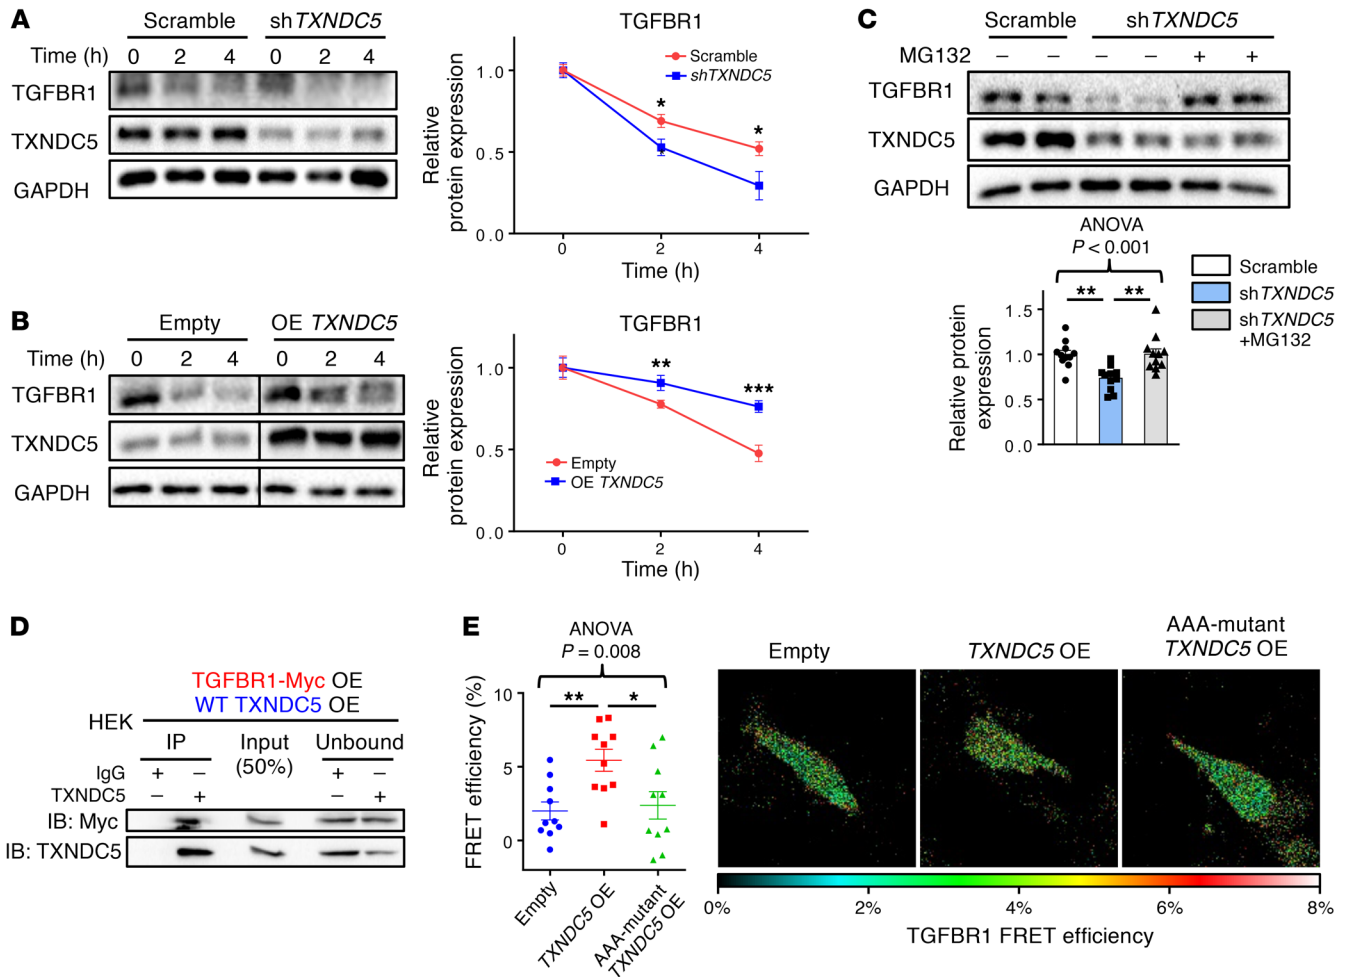 A
Scramble shTXNDC5
Time (h) 0 2 4 0 2 4
TGFBR1
TXNDC5
GAPDH
TGFBR1
Relative protein expression
1.0
0.5
0.0
0 2 4
Time (h)
Scramble
shTXNDC5
*
*
B
Empty OE TXNDC5
Time (h) 0 2 4 0 2 4
TGFBR1
TXNDC5
GAPDH
TGFBR1
Relative
protein expression
1.0
0.5
0.0
0 2 4
Time (h)
Empty
OE TXNDC5
**
***
C
Scramble shTXNDC5
MG132 – – – – + +
TGFBR1
TXNDC5
GAPDH
ANOVA
P < 0.001
** **
Relative protein
expression
1.5
1.0
0.5
0.0
Scramble
shTXNDC5
shTXNDC5
+MG132
D
TGFBR1-Myc OE
WT TXNDC5 OE
HEK
IP Input (50%) Unbound
IgG + – + –
TXNDC5 – + – +
IB: Myc
IB: TXNDC5
E
ANOVA
P = 0.008
** *
FRET efficiency (%)
10
5
0
Empty
TXNDC5 OE
AAA-mutant
TXNDC5 OE
Empty
TXNDC5 OE
AAA-mutant
TXNDC5 OE
0% 2% 4% 6% 8%
TGFBR1 FRET efficiency